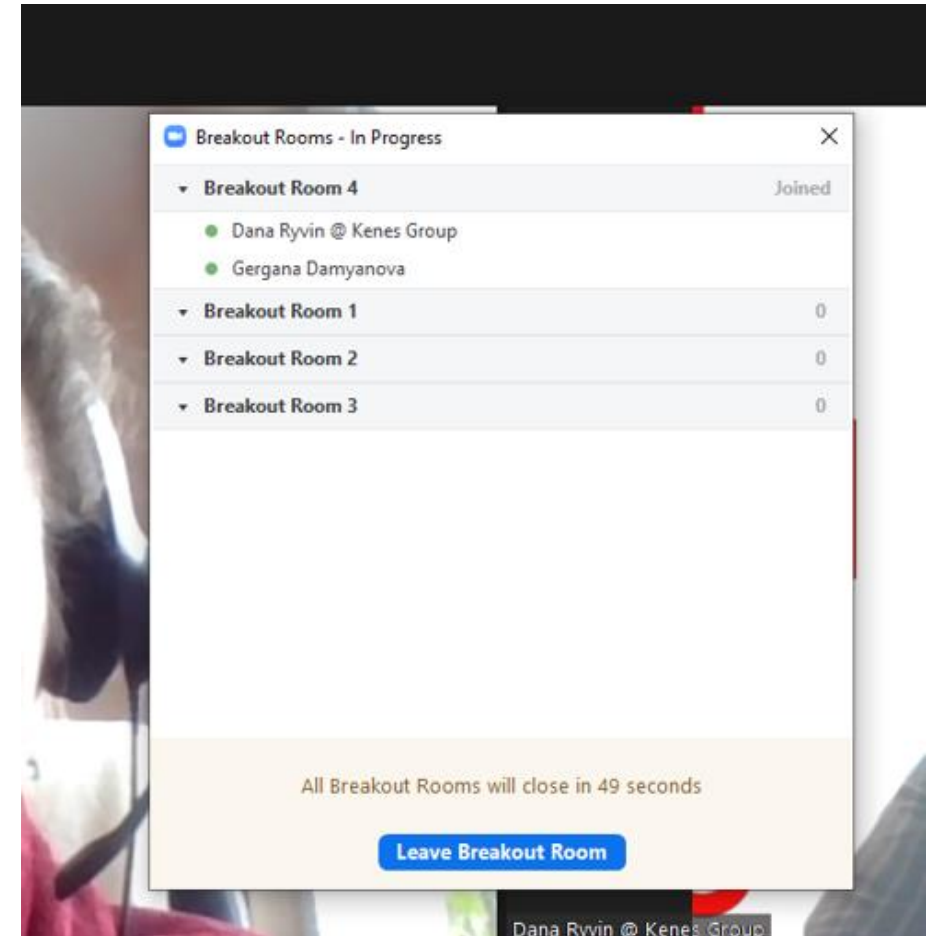 Breakout Rooms - In Progress
Breakout Room 4 Joined
Dana Ryvin @ Kenes Group
Gergana Damyanova
Breakout Room 1 0
Breakout Room 2 0
Breakout Room 3 0
All Breakout Rooms will close in 49 seconds
Leave Breakout Room
Dana Ryvin @ Kenes Group